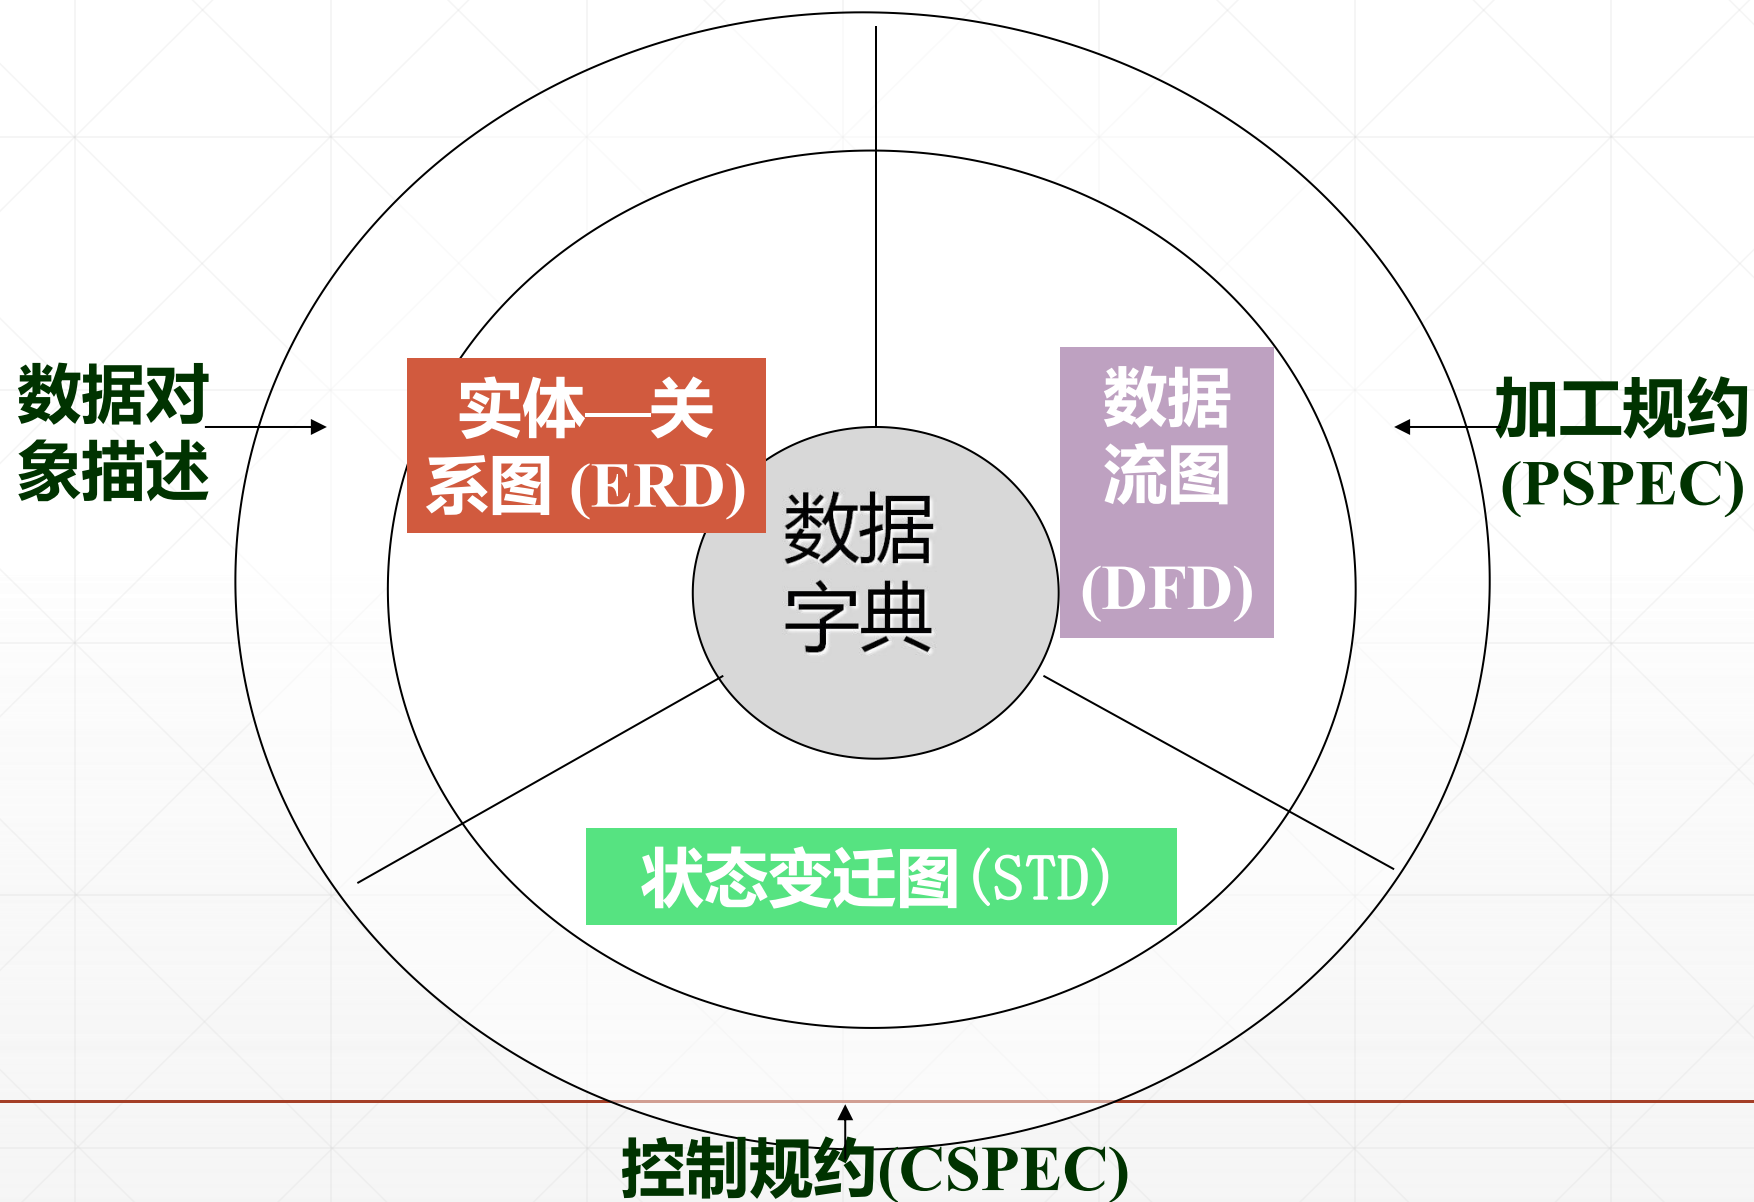 数据对
象描述
实体—关
系图 (ERD)
数据
流图
(DFD)
加工规约
(PSPEC)
数据
字典
状态变迁图(STD)
控制规约(CSPEC)